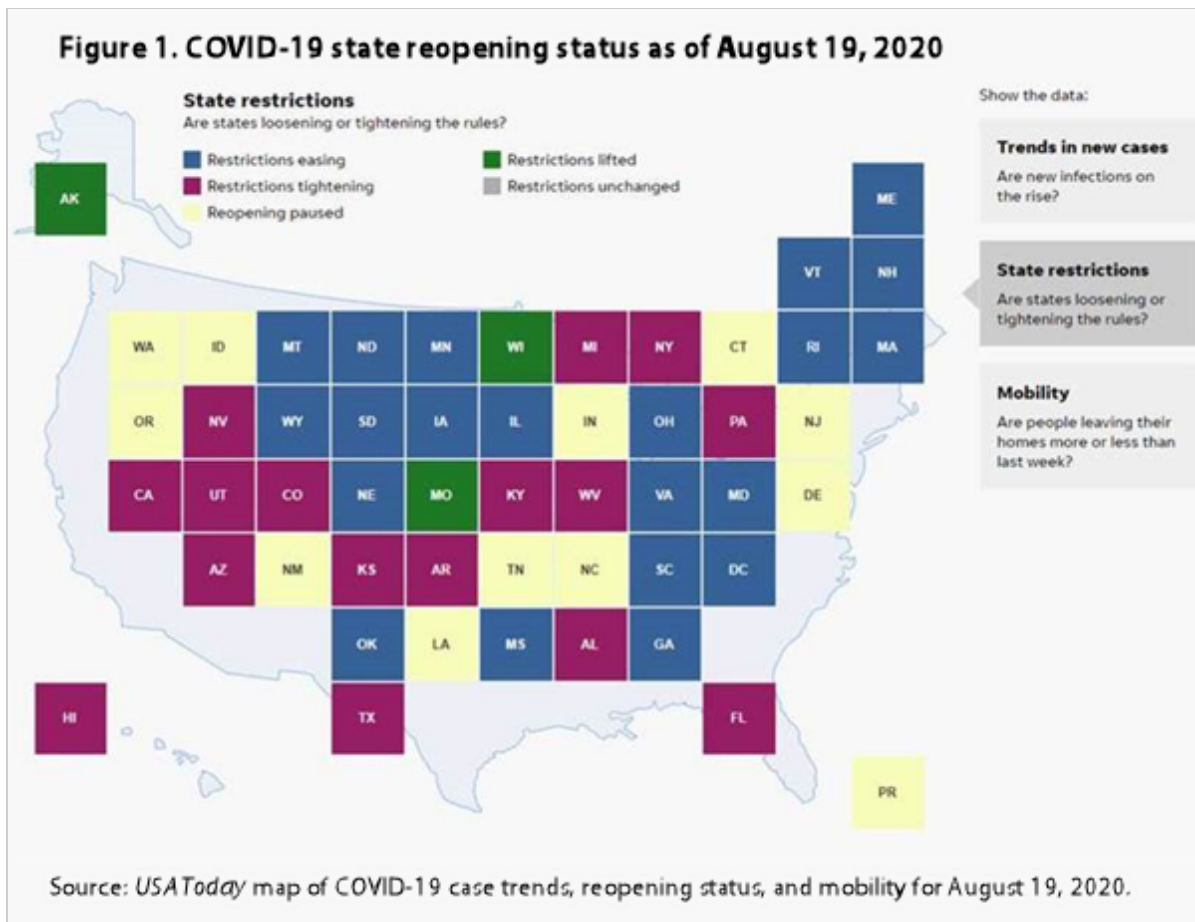 Figure 1. COVID-19 state reopening status as of August 19, 2020
State restrictions
Are states loosening or tightening the rules?
Restrictions easing
Restrictions lifted
Restrictions tightening
Restrictions unchanged
Reopening paused
Show the data:
Trends in new cases
Are new infections on
the rise?
State restrictions
Are states loosening or
tightening the rules?
Mobility
Are people leaving their
homes more or less than
last week?
AK
ME
VT NH
WA ID MT ND MN WI MI NY CT RI MA
OR NV WY SD IA IL IN OH PA NJ
CA UT CO NE MO KY WV VA MD DE
AZ NM KS AR TN NC SC DC
OK LA MS AL GA
HI TX FL
PR
Source: USAToday map of COVID-19 case trends, reopening status, and mobility for August 19, 2020.